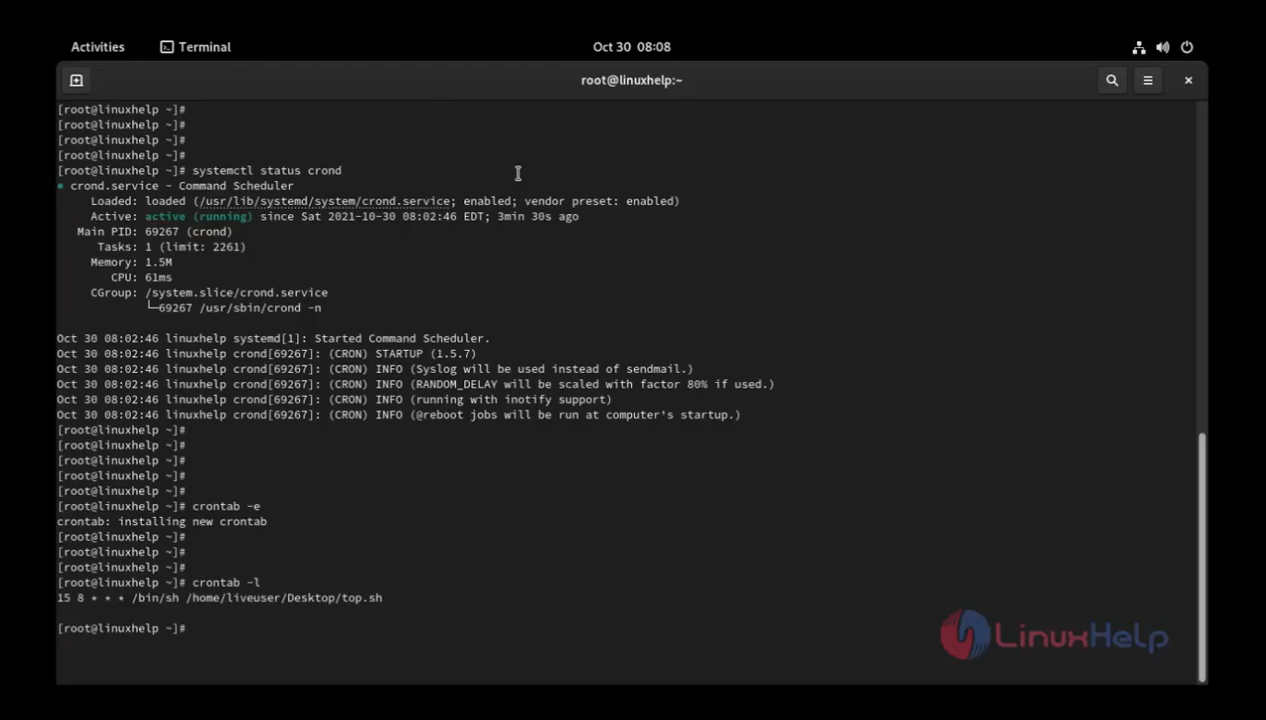 Activities Terminal Oct 30 08:08
root@linuxhelp:~
[root@linuxhelp ~]#
[root@linuxhelp ~]#
[root@linuxhelp ~]#
[root@linuxhelp ~]#
[root@linuxhelp ~]# systemctl status crond
● crond.service - Command Scheduler
Loaded: loaded (/usr/lib/systemd/system/crond.service; enabled; vendor preset: enabled)
Active: active (running) since Sat 2021-10-30 08:02:46 EDT; 3min 30s ago
Main PID: 69267 (crond)
Tasks: 1 (limit: 2261)
Memory: 1.5M
CPU: 61ms
CGroup: /system.slice/crond.service
└─69267 /usr/sbin/crond -n
Oct 30 08:02:46 linuxhelp systemd[1]: Started Command Scheduler.
Oct 30 08:02:46 linuxhelp crond[69267]: (CRON) STARTUP (1.5.7)
Oct 30 08:02:46 linuxhelp crond[69267]: (CRON) INFO (Syslog will be used instead of sendmail.)
Oct 30 08:02:46 linuxhelp crond[69267]: (CRON) INFO (RANDOM_DELAY will be scaled with factor 80% if used.)
Oct 30 08:02:46 linuxhelp crond[69267]: (CRON) INFO (running with inotify support)
Oct 30 08:02:46 linuxhelp crond[69267]: (CRON) INFO (@reboot jobs will be run at computer's startup.)
[root@linuxhelp ~]#
[root@linuxhelp ~]#
[root@linuxhelp ~]#
[root@linuxhelp ~]#
[root@linuxhelp ~]#
[root@linuxhelp ~]# crontab -e
crontab: installing new crontab
[root@linuxhelp ~]#
[root@linuxhelp ~]#
[root@linuxhelp ~]#
[root@linuxhelp ~]# crontab -l
15 8 * * * /bin/sh /home/liveuser/Desktop/top.sh
[root@linuxhelp ~]#
LinuxHelp